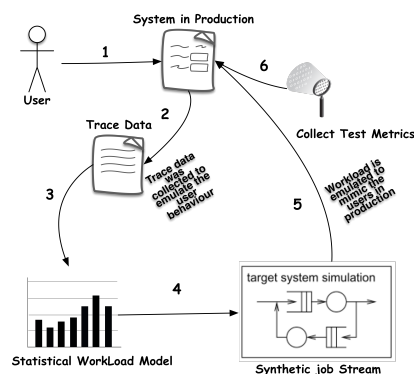 System in Production
1
6
User
2
Trace Data
Collect Test Metrics
Trace data
was
collected to
emulate the
user
behaviour
Workload is
emulated to
mimic the
users in
production
3
5
4
target system simulation
Statistical WorkLoad Model
Synthetic job Stream